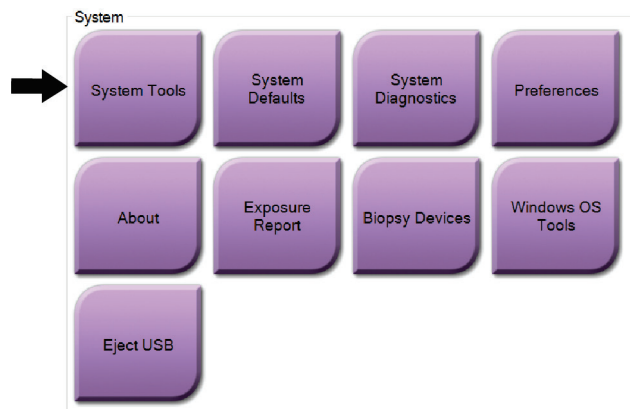 System
System Tools
System
Defaults
System
Diagnostics
Preferences
About
Exposure
Report
Biopsy Devices
Windows OS
Tools
Eject USB